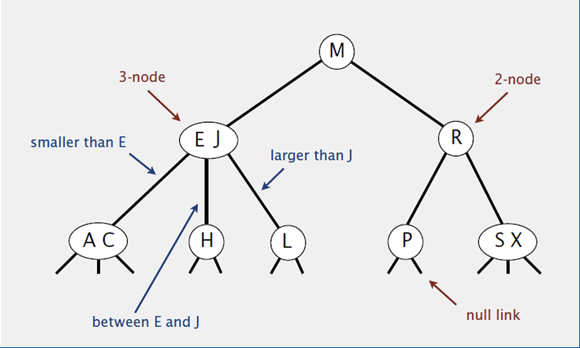 M
3-node
2-node
E J
R
smaller than E
larger than J
A C
H
L
P
S X
between E and J
null link